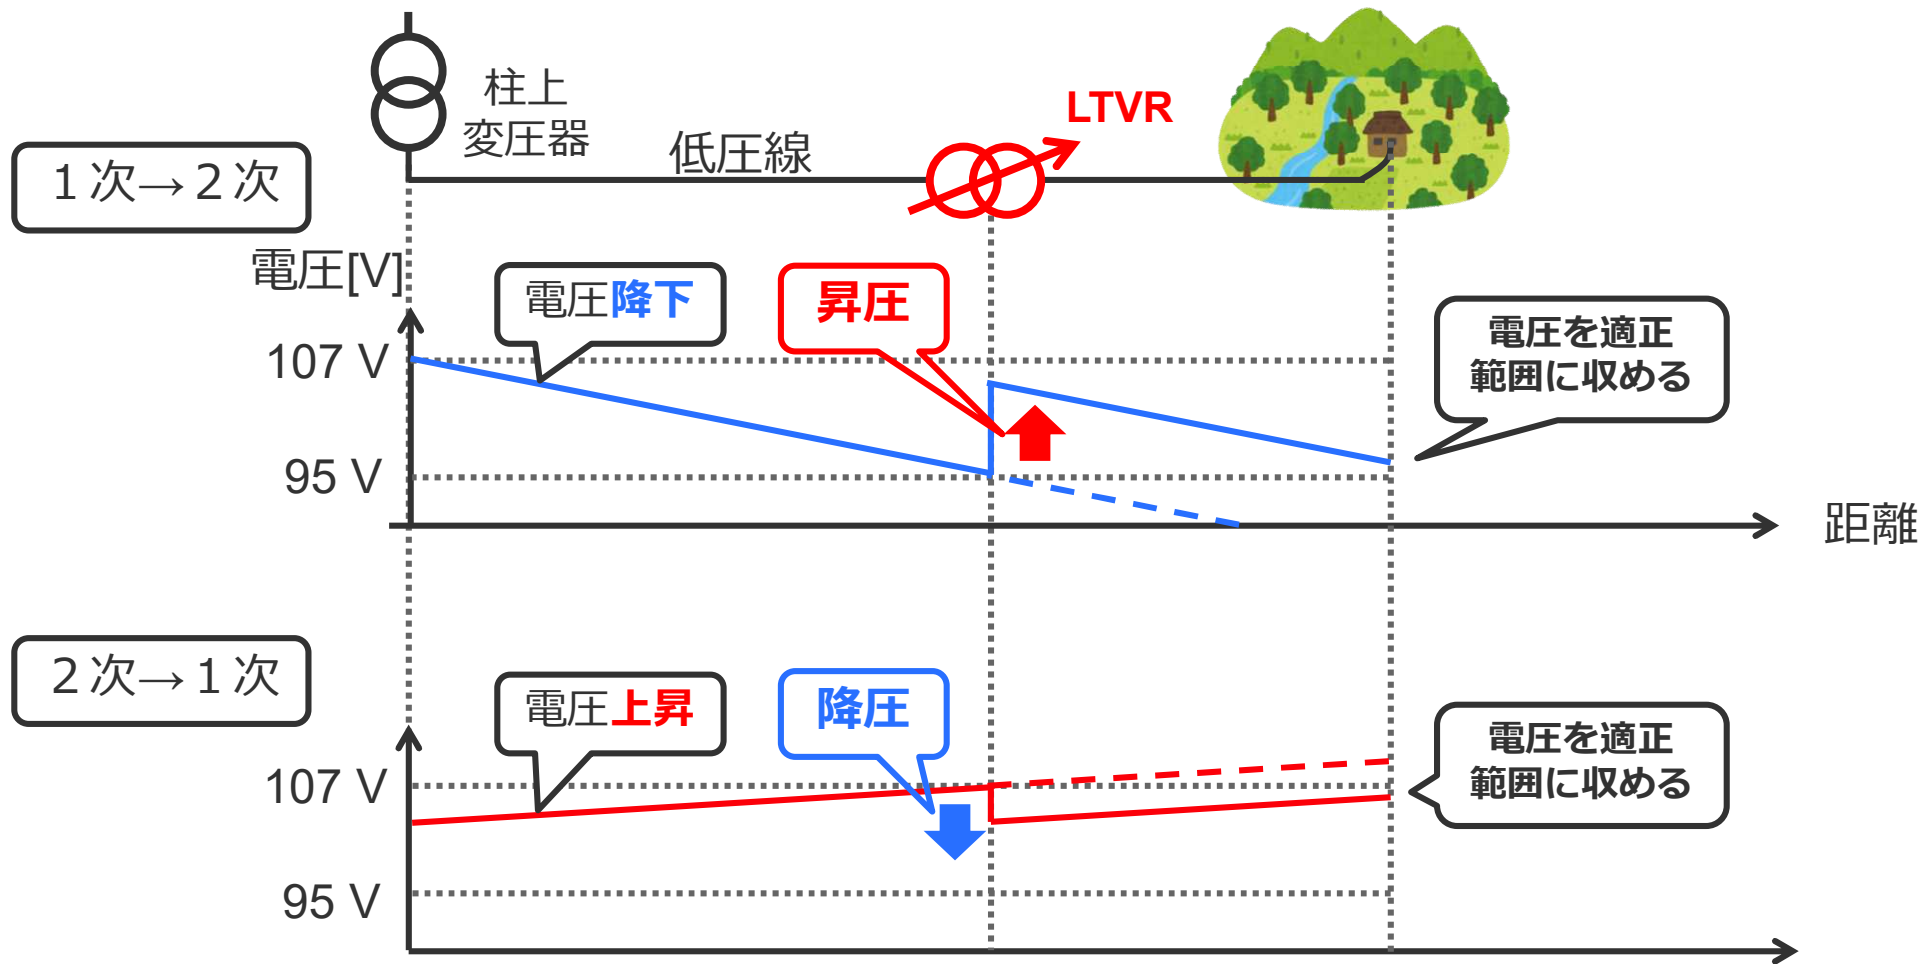 柱上
変圧器
低圧線
LTVR
１次→２次
電圧[V]
電圧降下
昇圧
電圧を適正
範囲に収める
107 V
95 V
距離
２次→１次
電圧上昇
降圧
電圧を適正
範囲に収める
107 V
95 V